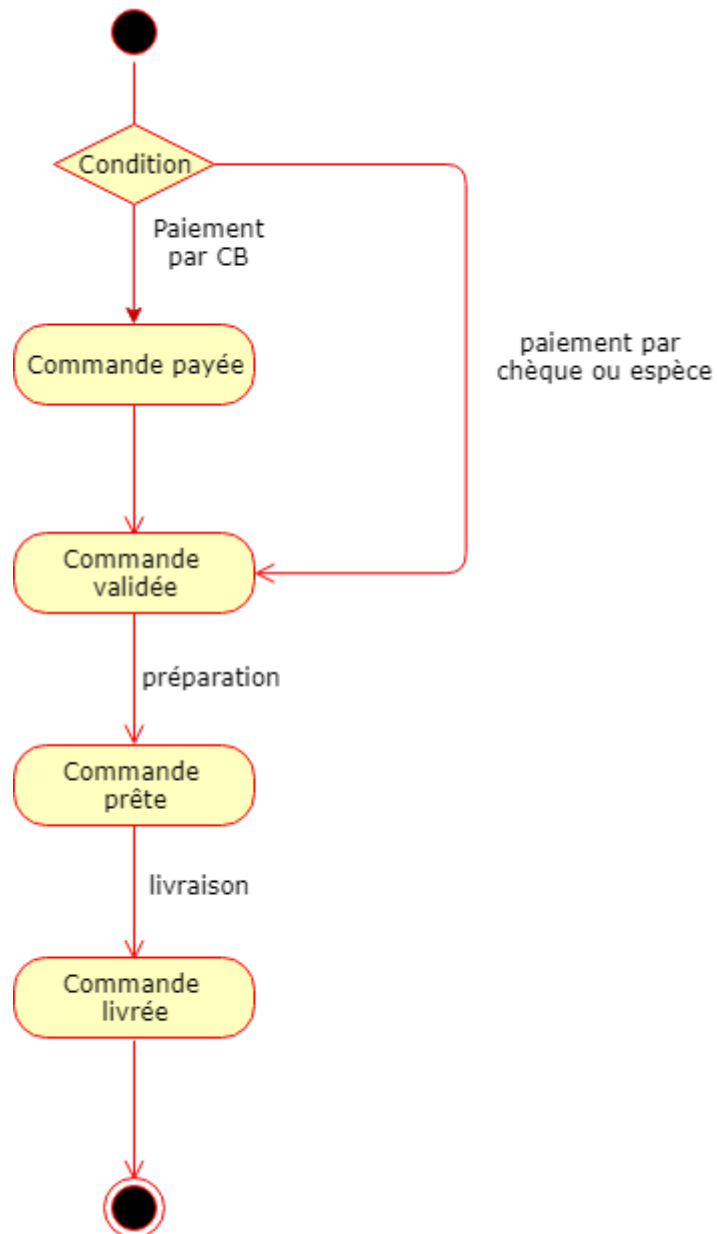 Condition
Paiement
par CB
paiement par
chèque ou espèce
Commande payée
Commande
validée
préparation
Commande
prête
livraison
Commande
livrée